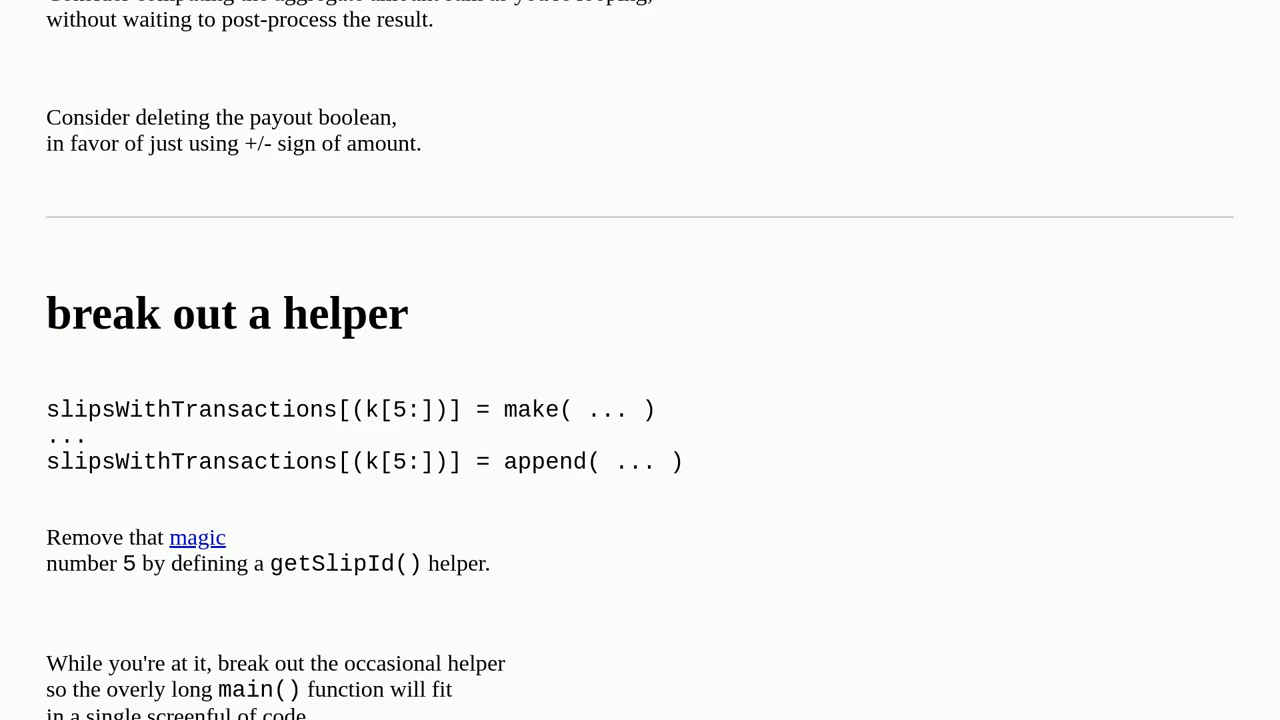 without waiting to post-process the result.
Consider deleting the payout boolean,
in favor of just using +/- sign of amount.
break out a helper
slipsWithTransactions[(k[5:])] = make( ... )
...
slipsWithTransactions[(k[5:])] = append( ... )
Remove that magic
number 5 by defining a getSlipId() helper.
While you're at it, break out the occasional helper
so the overly long main() function will fit
in a single screenful of code